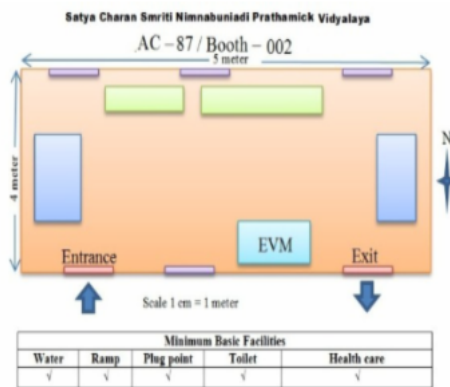 Satya Charan Smriti Nimnabuniadi Prathamick Vidyalaya
AC – 87 / Booth – 002
5 meter
4 meter
N
EVM
Entrance
Exit
Scale 1 cm = 1 meter
Minimum Basic Facilities
Water Ramp Plug point Toilet Health care
√ √ √ √ √